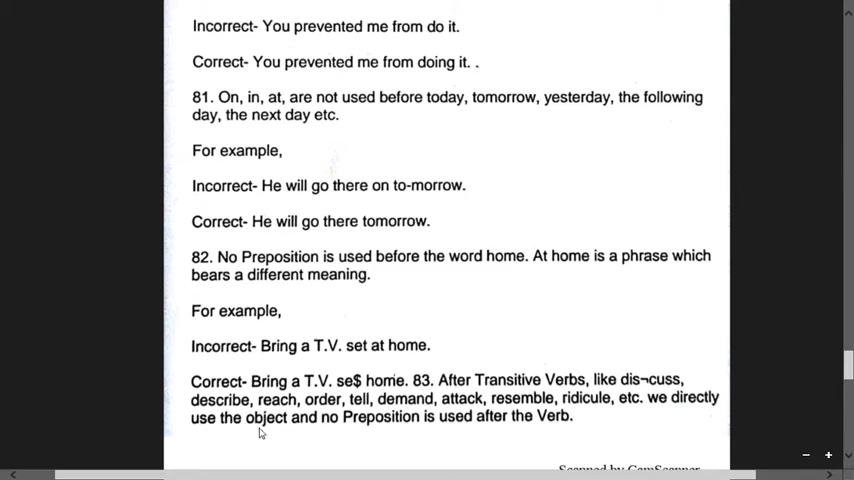 Incorrect- You prevented me from do it.
Correct- You prevented me from doing it. .
81. On, in, at, are not used before today, tomorrow, yesterday, the following
day, the next day etc.
For example,
Incorrect- He will go there on to-morrow.
Correct- He will go there tomorrow.
82. No Preposition is used before the word home. At home is a phrase which
bears a different meaning.
For example,
Incorrect- Bring a T.V. set at home.
Correct- Bring a T.V. se$ home. 83. After Transitive Verbs, like dis¬cuss,
describe, reach, order, tell, demand, attack, resemble, ridicule, etc. we directly
use the object and no Preposition is used after the Verb.
Scanned by CamScanner